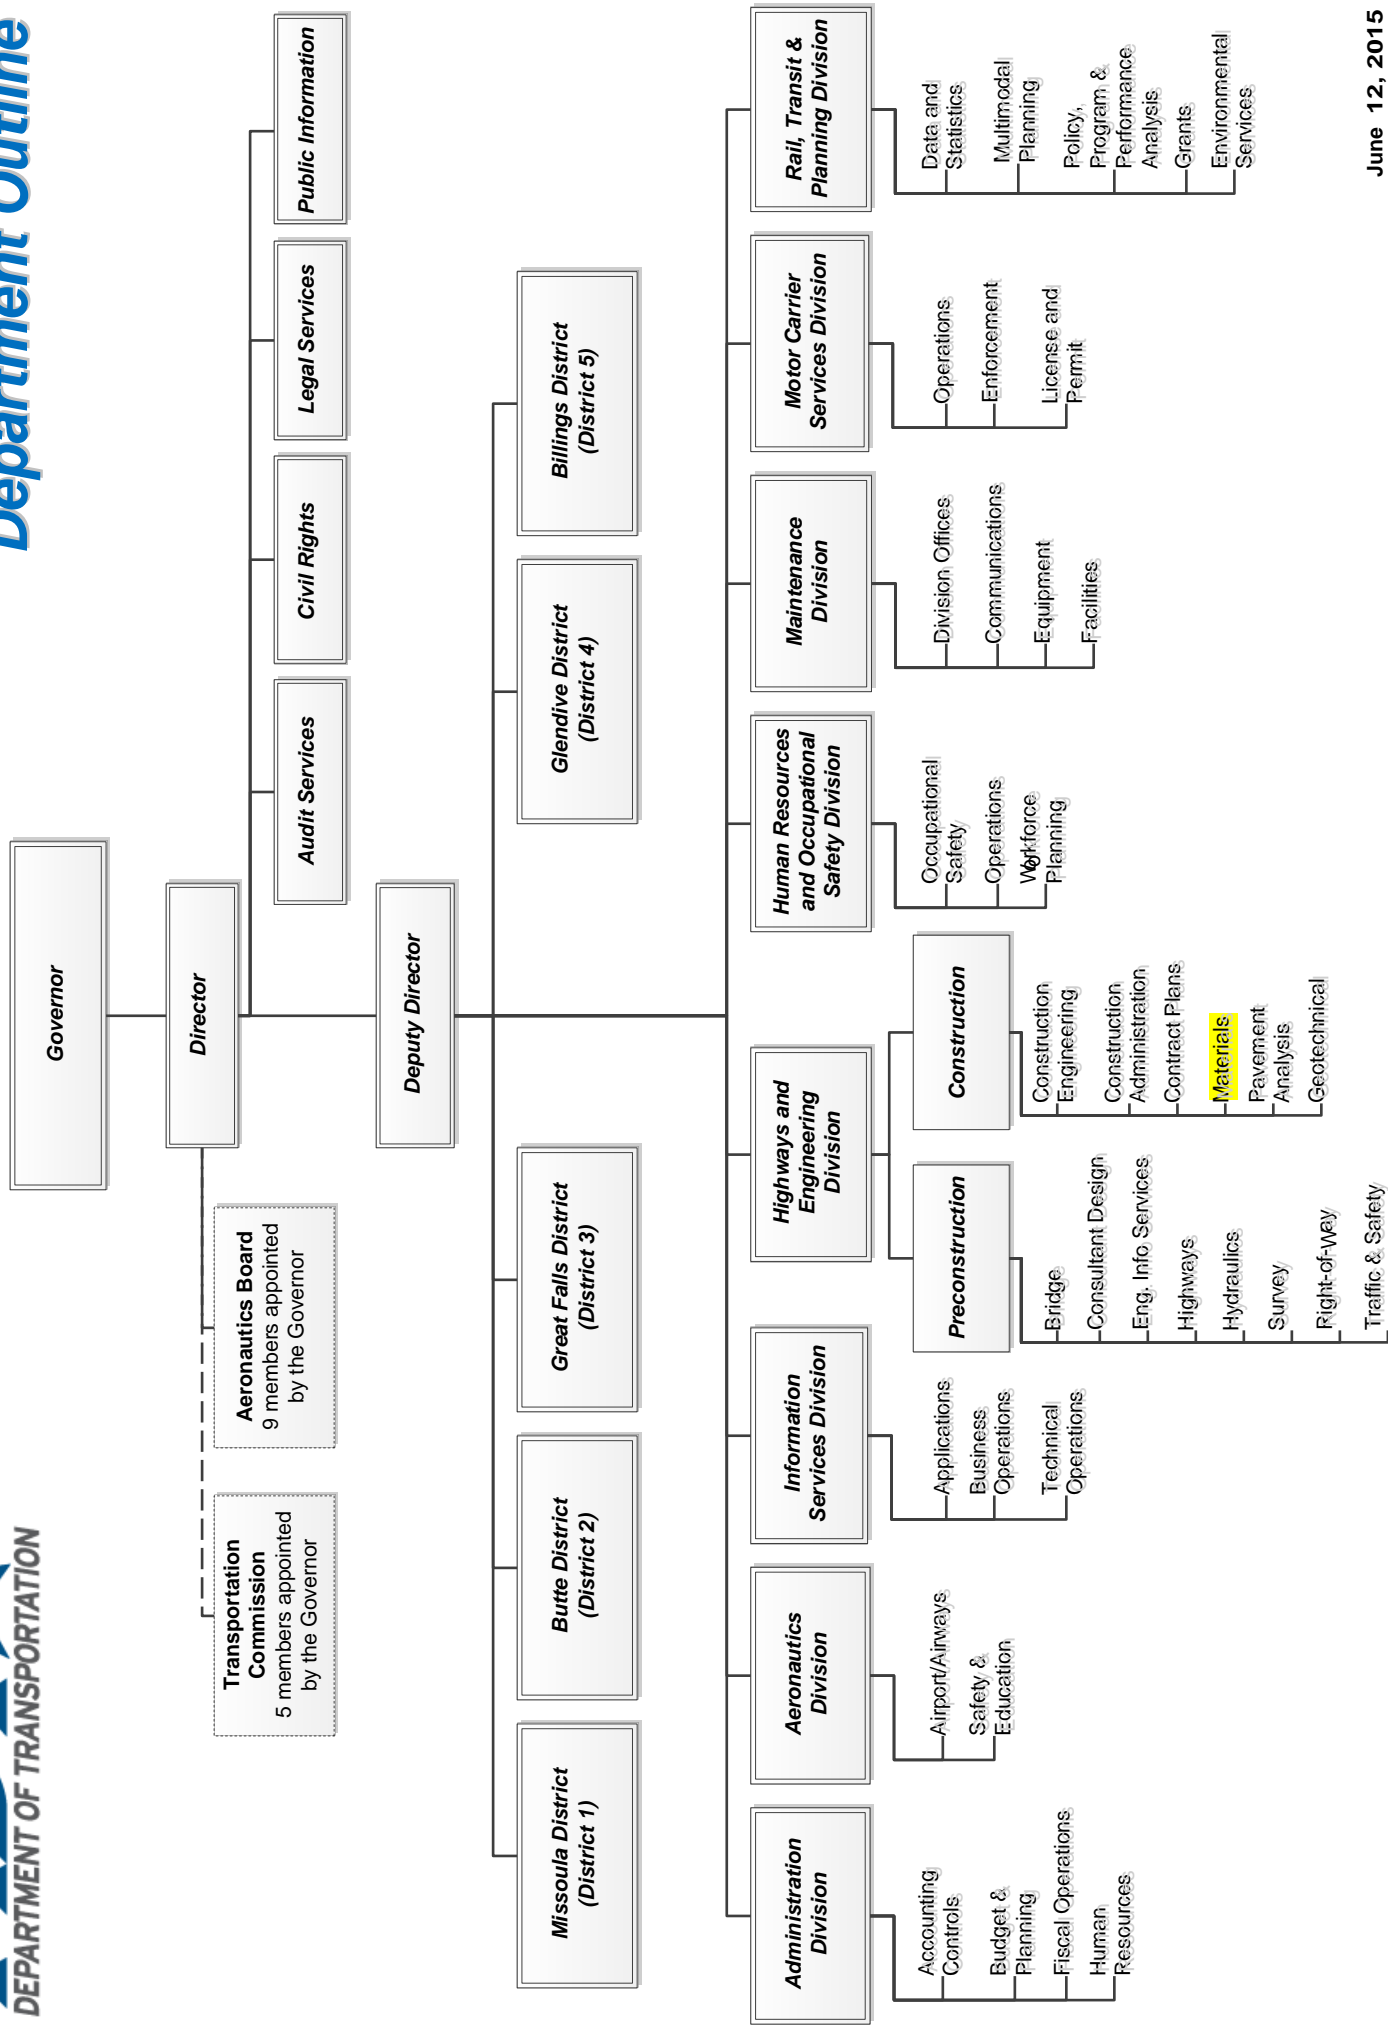 DEPARTMENT OF TRANSPORTATION
Department Outline
Governor
Director
Transportation
Commission
5 members appointed
by the Governor
Aeronautics Board
9 members appointed
by the Governor
Audit Services
Civil Rights
Legal Services
Public Information
Deputy Director
Missoula District
(District 1)
Butte District
(District 2)
Great Falls District
(District 3)
Glendive District
(District 4)
Billings District
(District 5)
Administration
Division
Accounting
Controls
Budget &
Planning
Fiscal Operations
Human
Resources
Aeronautics
Division
Airport/Airways
Safety &
Education
Information
Services Division
Applications
Business
Operations
Technical
Operations
Highways and
Engineering
Division
Preconstruction
Bridge
Consultant Design
Eng. Info Services
Highways
Hydraulics
Survey
Right-of-Way
Traffic & Safety
Construction
Construction
Engineering
Construction
Administration
Contract Plans
Materials
Pavement
Analysis
Geotechnical
Human Resources
and Occupational
Safety Division
Occupational
Safety
Operations
Workforce
Planning
Maintenance
Division
Division Offices
Communications
Equipment
Facilities
Motor Carrier
Services Division
Operations
Enforcement
License and
Permit
Rail, Transit &
Planning Division
Data and
Statistics
Multimodal
Planning
Policy,
Program &
Performance
Analysis
Grants
Environmental
Services
June 12, 2015